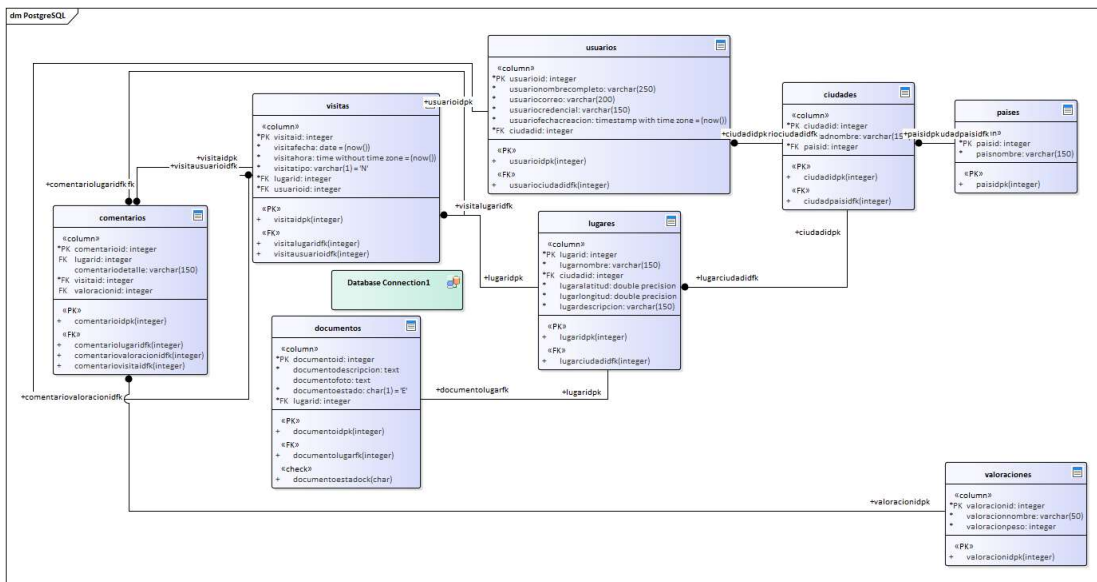 dm PostgreSQL
usuarios
«column»
*PK usuarioid: integer
* usuarionombrecompleto: varchar(250)
* usuariocorreo: varchar(200)
* usuariocredencial: varchar(150)
* usuariofechacreacion: timestamp with time zone = (now())
*FK ciudadid: integer
«PK»
+ usuarioidpk(integer)
«FK»
+ usuariociudadidfk(integer)
ciudades
«column»
*PK ciudadid: integer
*FK paisid: integer
«PK»
+ ciudadidpk(integer)
«FK»
+ ciudadpaisidfk(integer)
paises
«column»
*PK paisid: integer
* paisnombre: varchar(150)
«PK»
+ paisidpk(integer)
visitas
«column»
*PK visitaid: integer
* visitafecha: date = (now())
* visitahora: time without time zone = (now())
* visitatipo: varchar(1) = 'N'
*FK lugarid: integer
*FK usuarioid: integer
«PK»
+ visitaidpk(integer)
«FK»
+ visitalugaridfk(integer)
+ visitausuarioidfk(integer)
+usuarioidpk
+ciudadidpk
+paisidpk
+visitaidpk
+visitausuarioidfk
+comentariolugaridfk
+visitalugaridfk
+lugaridpk
+ciudadidpk
+lugarciudadidfk
comentarios
«column»
*PK comentarioid: integer
FK lugarid: integer
comentariodetalle: varchar(150)
*FK visitaid: integer
FK valoracionid: integer
«PK»
+ comentarioidpk(integer)
«FK»
+ comentariolugaridfk(integer)
+ comentariovaloracionidfk(integer)
+ comentariovisitaidfk(integer)
lugares
«column»
*PK lugarid: integer
* lugarnombre: varchar(150)
*FK ciudadid: integer
* lugaralatitud: double precision
* lugarlongitud: double precision
* lugardescripcion: varchar(150)
«PK»
+ lugaridpk(integer)
«FK»
+ lugarciudadidfk(integer)
Database Connection1
documentos
«column»
*PK documentoid: integer
* documentodescripcion: text
documentofoto: text
* documentoestado: char(1) = 'E'
*FK lugarid: integer
«PK»
+ documentoidpk(integer)
«FK»
+ documentolugarfk(integer)
«check»
+ documentoestadock(char)
+documentolugarfk
+lugaridpk
+comentariovaloracionidfk
+valoracionidpk
valoraciones
«column»
*PK valoracionid: integer
* valoracionnombre: varchar(50)
* valoracionpeso: integer
«PK»
+ valoracionidpk(integer)